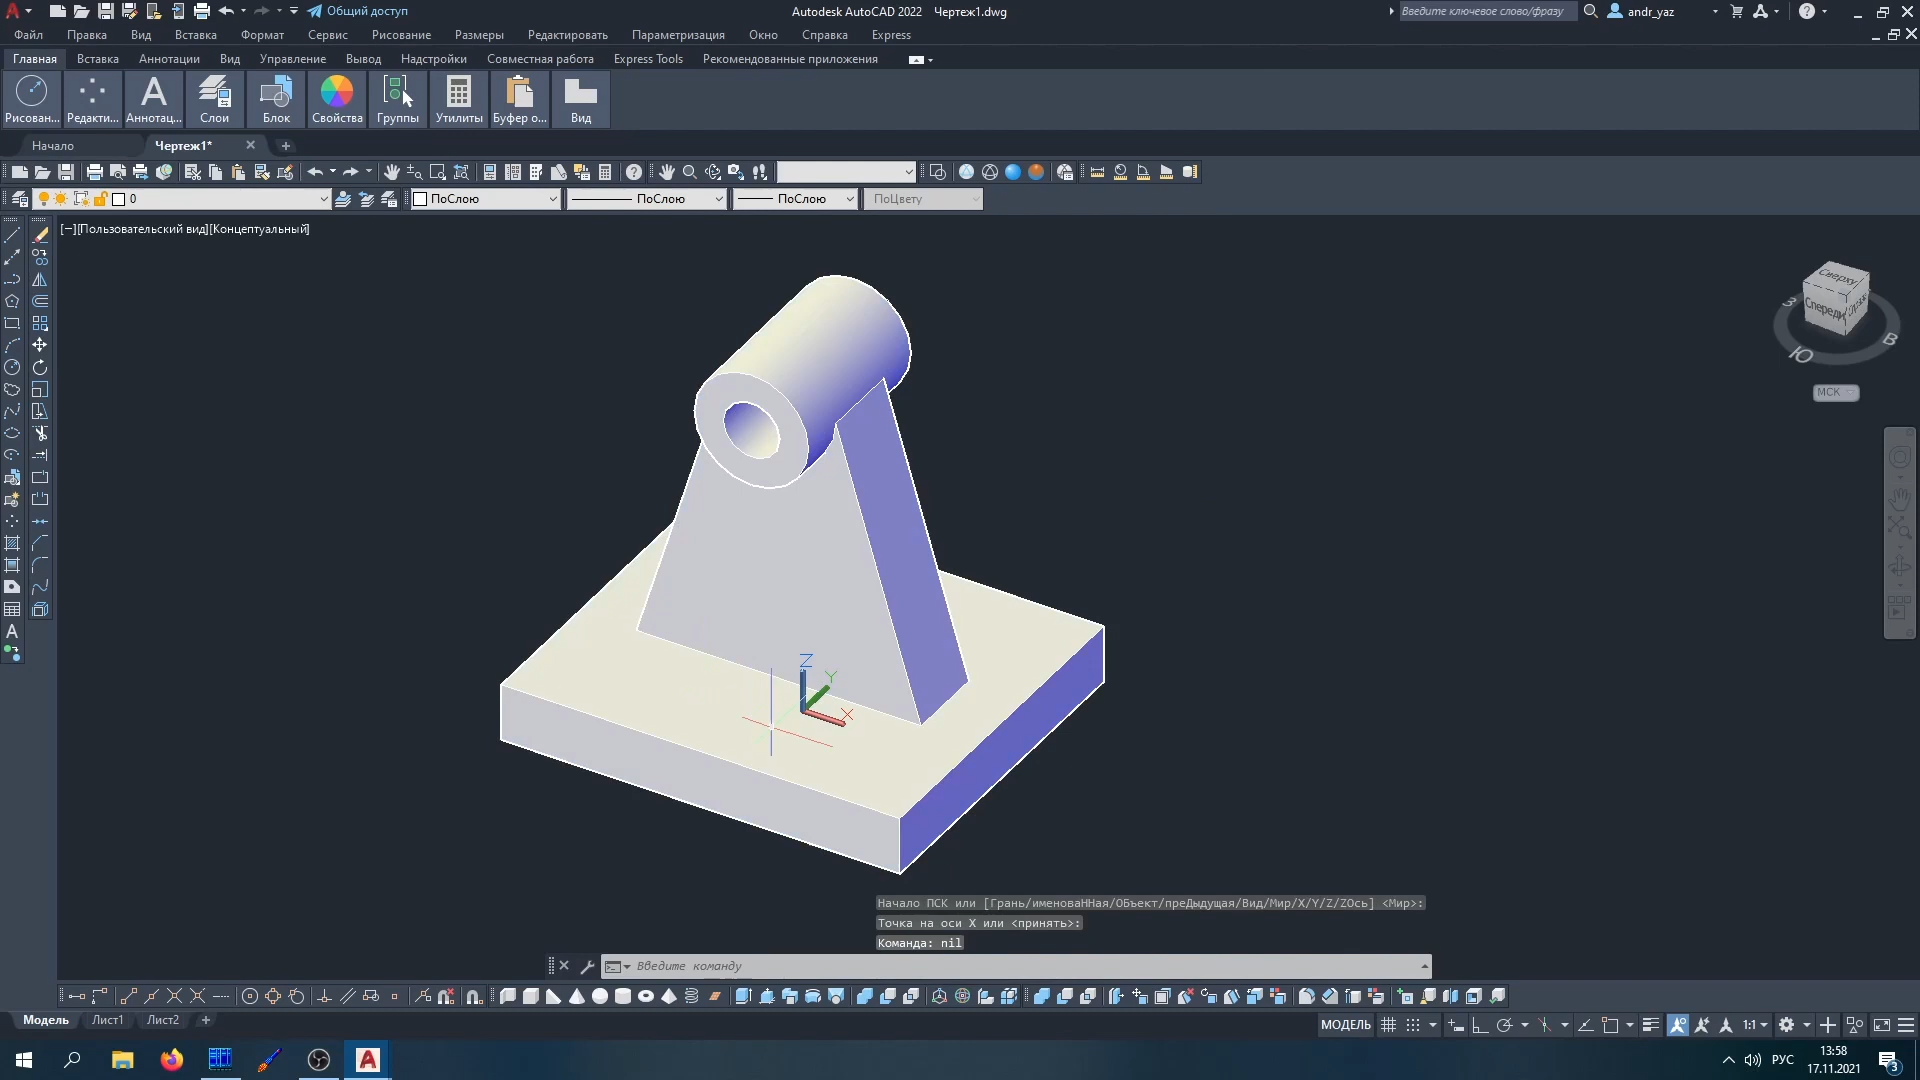 Общий доступ
Autodesk AutoCAD 2022 Чертеж1.dwg
Введите ключевое слово/фразу
andr_yaz
Файл Правка Вид Вставка Формат Сервис Рисование Размеры Редактировать Параметризация Окно Справка Express
Главная Вставка Аннотации Вид Управление Вывод Надстройки Совместная работа Express Tools Рекомендованные приложения
Рисован... Редакти... Аннотац... Слои Блок Свойства Группы Утилиты Буфер о... Вид
Начало Чертеж1*
0 ПоСлою ПоСлою ПоСлою ПоЦвету
[−][Пользовательский вид][Концептуальный]
Сверху
Спереди
З
Ю
В
МСК
Z
Y
X
Начало ПСК или [Грань/именоваННая/ОБъект/преДыдущая/Вид/Мир/X/Y/Z/ZОсь] <Мир>:
Точка на оси X или <принять>:
Команда: nil
Введите команду
Модель Лист1 Лист2
МОДЕЛЬ 1:1
РУС
13:58
17.11.2021
3